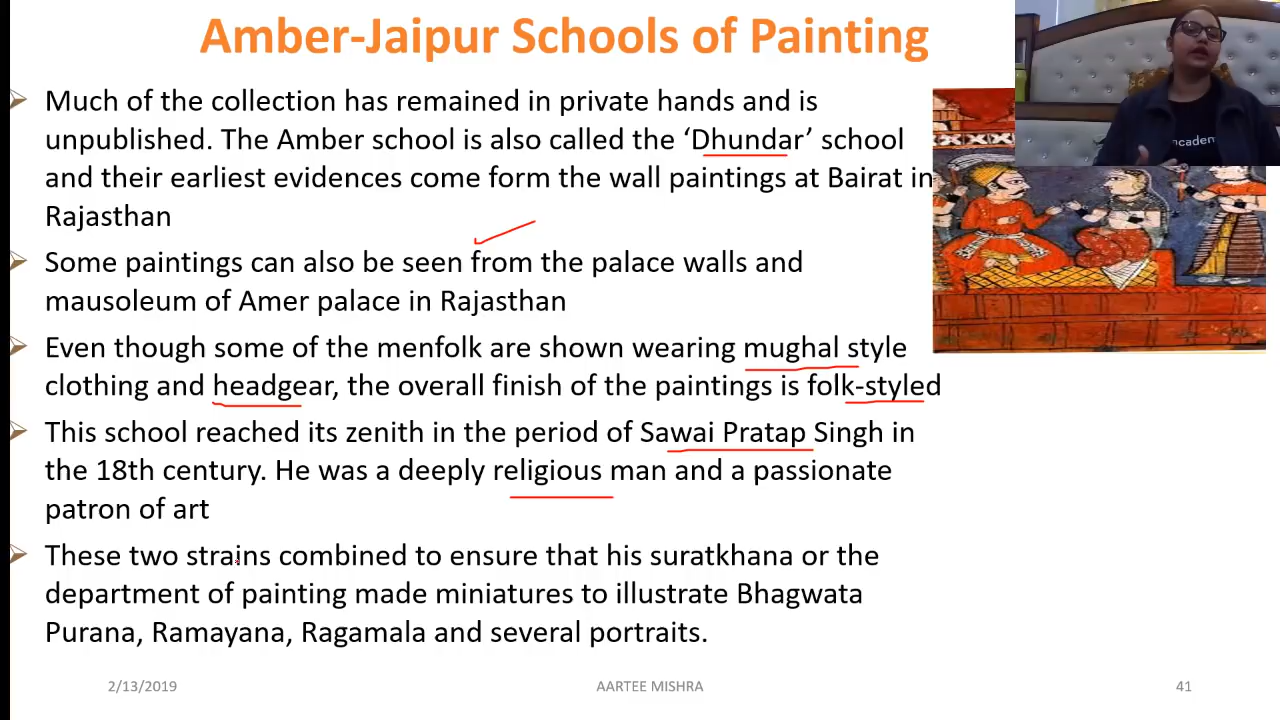 Amber-Jaipur Schools of Painting
Much of the collection has remained in private hands and is
unpublished. The Amber school is also called the ‘Dhundar’ school
and their earliest evidences come form the wall paintings at Bairat in
Rajasthan
Some paintings can also be seen from the palace walls and
mausoleum of Amer palace in Rajasthan
Even though some of the menfolk are shown wearing mughal style
clothing and headgear, the overall finish of the paintings is folk-styled
This school reached its zenith in the period of Sawai Pratap Singh in
the 18th century. He was a deeply religious man and a passionate
patron of art
These two strains combined to ensure that his suratkhana or the
department of painting made miniatures to illustrate Bhagwata
Purana, Ramayana, Ragamala and several portraits.
2/13/2019
AARTEE MISHRA
41